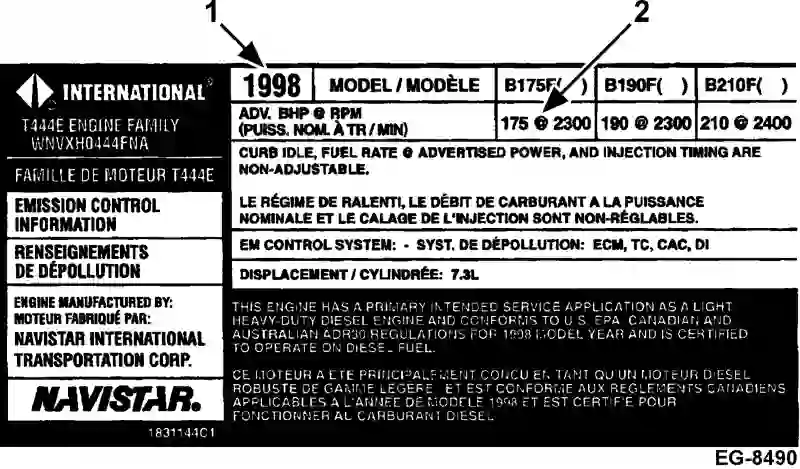 1
2
INTERNATIONAL®
T444E ENGINE FAMILY
WNVXH0444FNA
FAMILLE DE MOTEUR T444E
EMISSION CONTROL
INFORMATION
RENSEIGNEMENTS
DE DÉPOLLUTION
ENGINE MANUFACTURED BY:
MOTEUR FABRIQUÉ PAR:
NAVISTAR INTERNATIONAL
TRANSPORTATION CORP.
NAVISTAR.
1831144C1
1998 MODEL / MODÈLE B175F( ) B190F( ) B210F( )
ADV. BHP @ RPM
(PUISS. NOM. À TR / MIN) 175 @ 2300 190 @ 2300 210 @ 2400
CURB IDLE, FUEL RATE @ ADVERTISED POWER, AND INJECTION TIMING ARE
NON-ADJUSTABLE.
LE RÉGIME DE RALENTI, LE DÉBIT DE CARBURANT A LA PUISSANCE
NOMINALE ET LE CALAGE DE L'INJECTION SONT NON-RÉGLABLES.
EM CONTROL SYSTEM: - SYST. DE DÉPOLLUTION: ECM, TC, CAC, DI
DISPLACEMENT / CYLINDRÉE: 7.3L
THIS ENGINE HAS A PRIMARY INTENDED SERVICE APPLICATION AS A LIGHT
HEAVY-DUTY DIESEL ENGINE AND CONFORMS TO U.S. EPA. CANADIAN AND
AUSTRALIAN ADR30 REGULATIONS FOR 1998 MODEL YEAR AND IS CERTIFIED
TO OPERATE ON DIESEL FUEL.
CE MOTEUR A ETE PRINCIPALEMENT CONCU EN TANT QU'UN MOTEUR DIESEL
ROBUSTE DE GAMME LEGERE ET EST CONFORME AUX REGLEMENTS CANADIENS
APPLICABLES A L'ANNEE DE MODELE 1998 ET EST CERTIFIE POUR
FONCTIONNER AL CARBURANT DIESEL
EG-8490